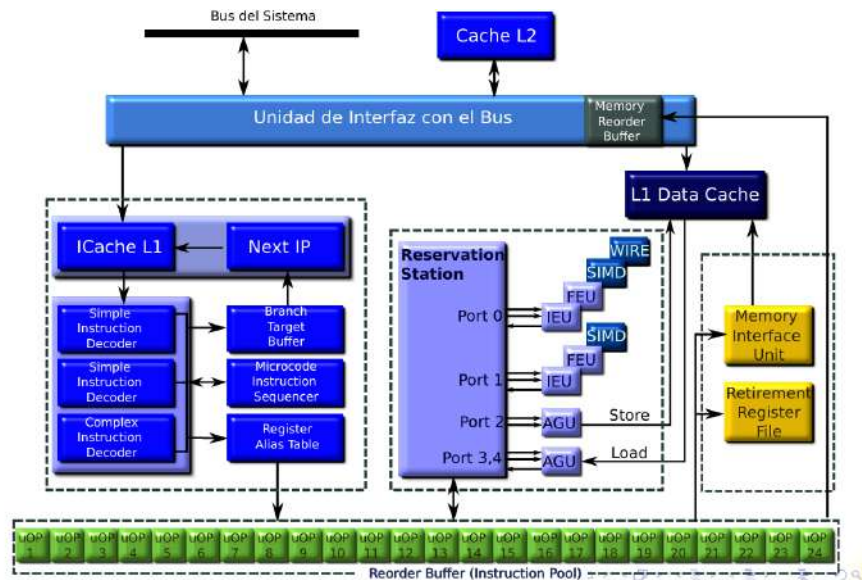 Bus del Sistema
Cache L2
Unidad de Interfaz con el Bus
Memory
Reorder
Buffer
L1 Data Cache
ICache L1
Next IP
Simple
Instruction
Decoder
Branch
Target
Buffer
Simple
Instruction
Decoder
Microcode
Instruction
Sequencer
Complex
Instruction
Decoder
Register
Alias Table
Reservation
Station
WIRE
SIMD
FEU
IEU
Port 0
SIMD
FEU
IEU
Port 1
Port 2
AGU
Store
Port 3,4
AGU
Load
Memory
Interface
Unit
Retirement
Register
File
uOP 1
uOP 2
uOP 3
uOP 4
uOP 5
uOP 6
uOP 7
uOP 8
uOP 9
uOP 10
uOP 11
uOP 12
uOP 13
uOP 14
uOP 15
uOP 16
uOP 17
uOP 18
uOP 19
uOP 20
uOP 21
uOP 22
uOP 23
uOP 24
Reorder Buffer (Instruction Pool)